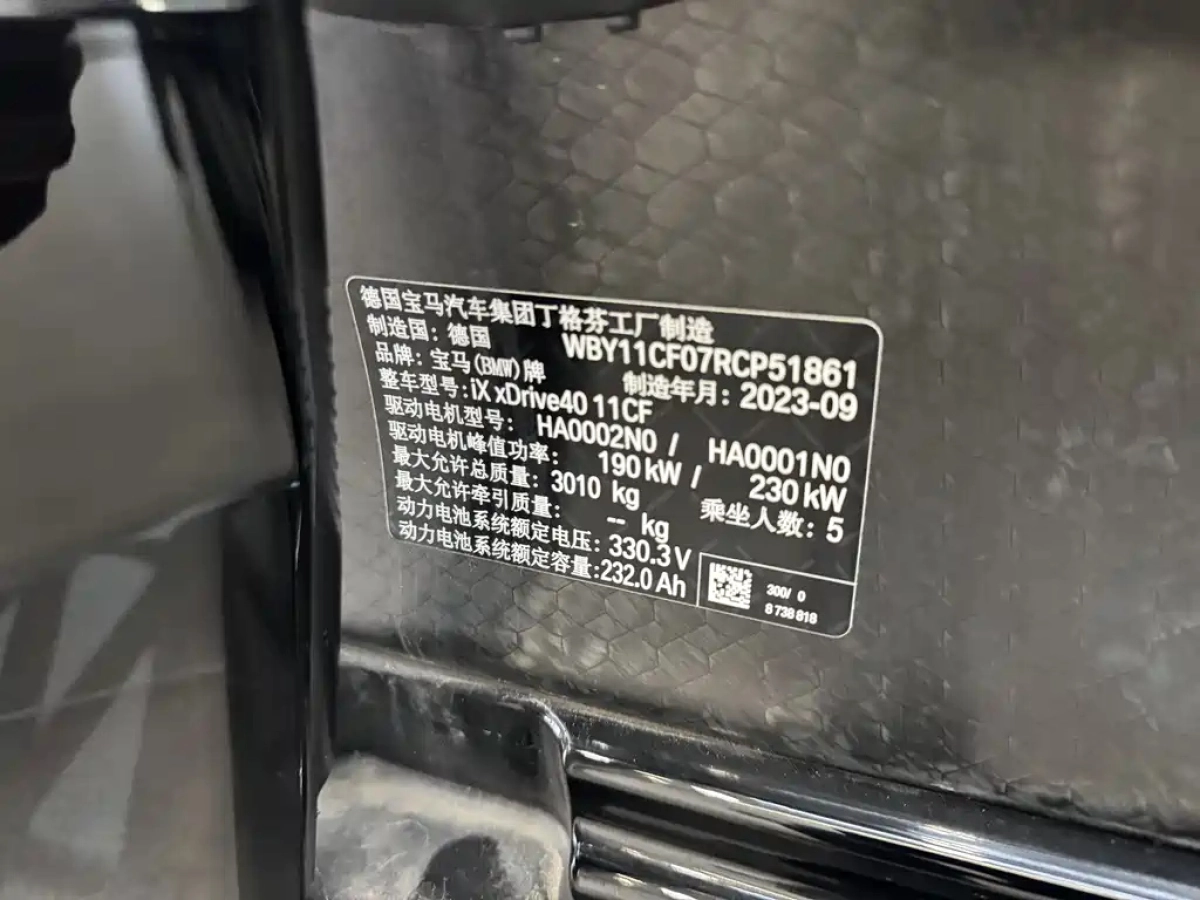 德国宝马汽车集团丁格芬工厂制造
制造国：德国 WBY11CF07RCP51861
品牌：宝马(BMW)牌 制造年月：2023-09
整车型号:iX xDrive40 11CF
驱动电机型号： HA0002N0 / HA0001N0
驱动电机峰值功率： 190 kW / 230 kW
最大允许总质量：3010 kg 乘坐人数：5
最大允许牵引质量： -- kg
动力电池系统额定电压：330.3 V
动力电池系统额定容量:232.0 Ah
300/ 0
8 738 818